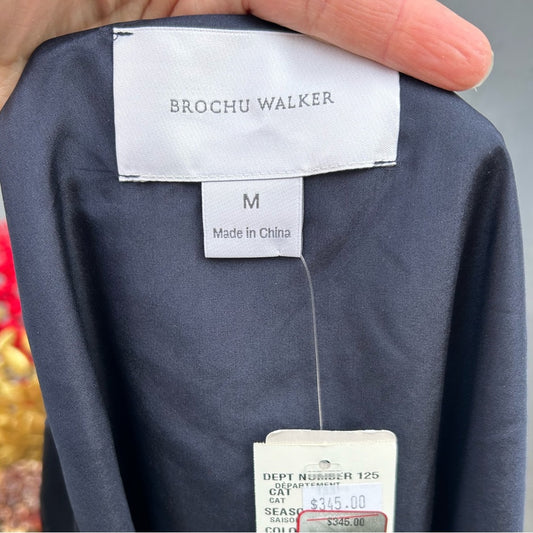 BROCHU WALKER
M
Made in China
DEPT NUMBER 125
DÉPARTEMENT
CAT
CAT
$345.00
SEASO
SAISO
$345.00
COLO